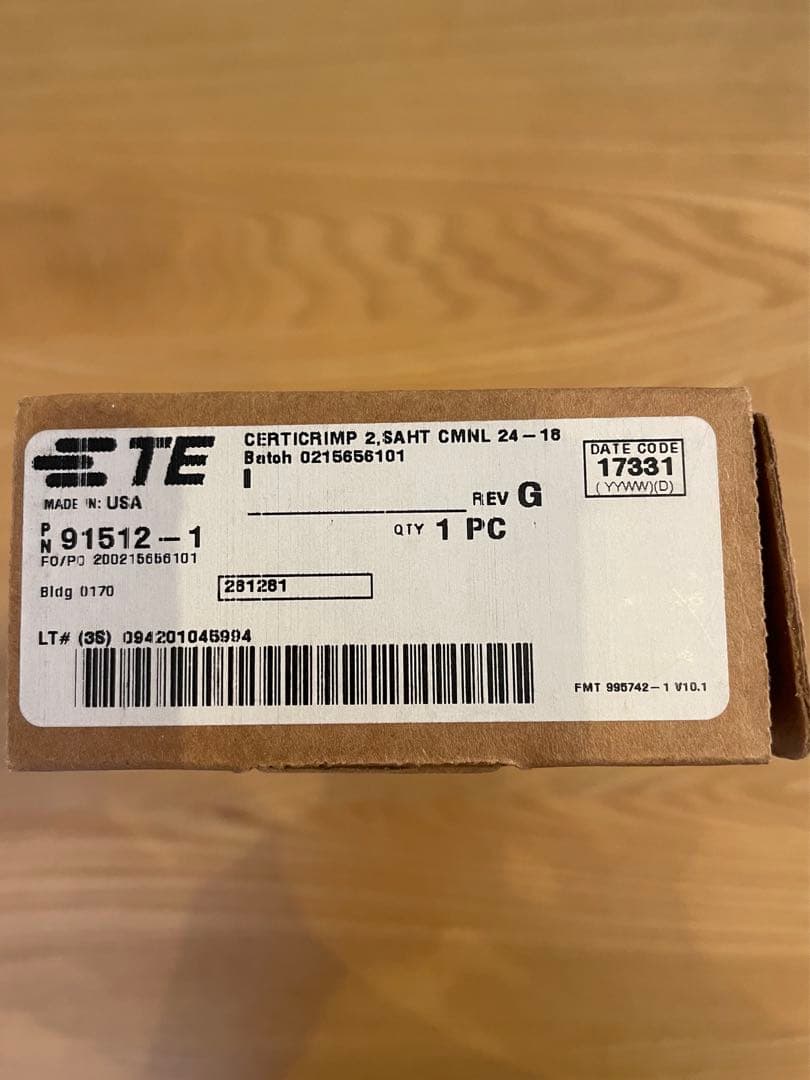 TE
CERTICRIMP 2,SAHT CMNL 24-18
Batch 0215656101
DATE CODE
17331
(YYWW)(D)
MADE IN: USA
REV G
PN 91512-1
QTY 1 PC
FO/PO 200215656101
Bldg 0170
281281
LT# (3S) 094201045994
FMT 995742-1 V10.1